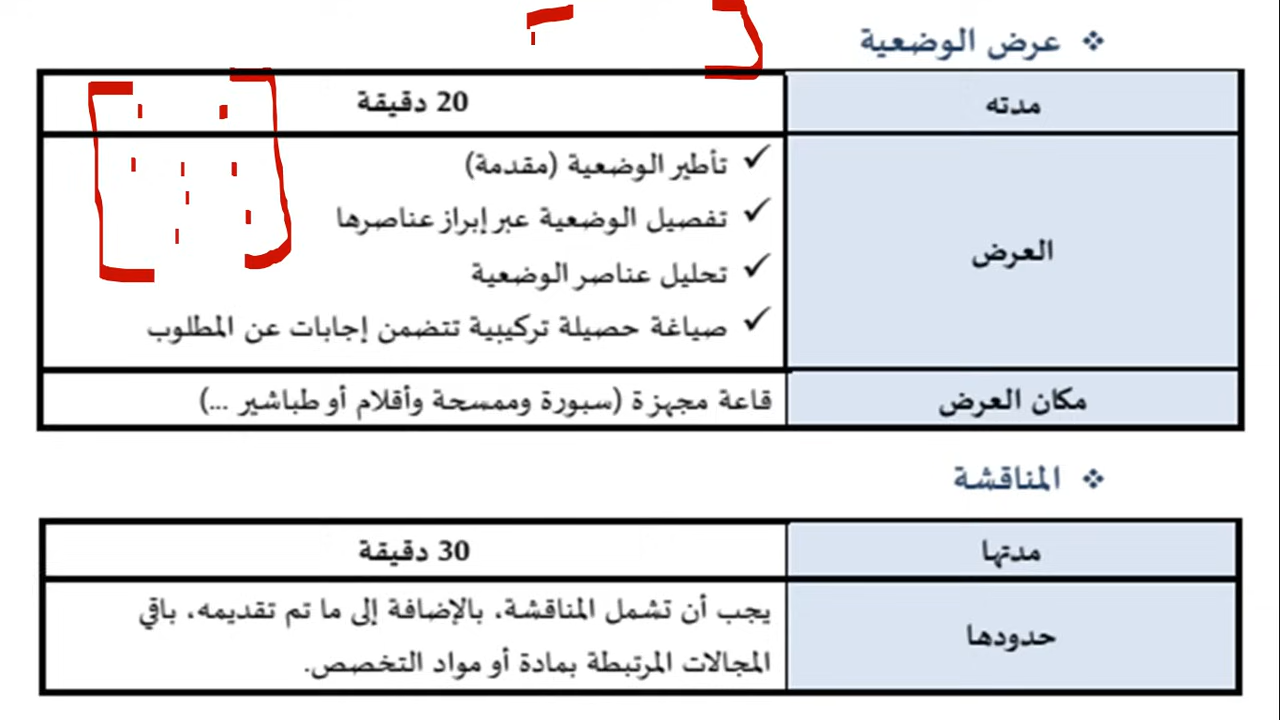 ❖ عرض الوضعية
مدته
20 دقيقة
العرض
✓ تأطير الوضعية (مقدمة)
✓ تفصيل الوضعية عبر إبراز عناصرها
✓ تحليل عناصر الوضعية
✓ صياغة حصيلة تركيبية تتضمن إجابات عن المطلوب
مكان العرض
قاعة مجهزة (سبورة وممسحة وأقلام أو طباشير ...)
❖ المناقشة
مدتها
30 دقيقة
حدودها
يجب أن تشمل المناقشة، بالإضافة إلى ما تم تقديمه، باقي
المجالات المرتبطة بمادة أو مواد التخصص.